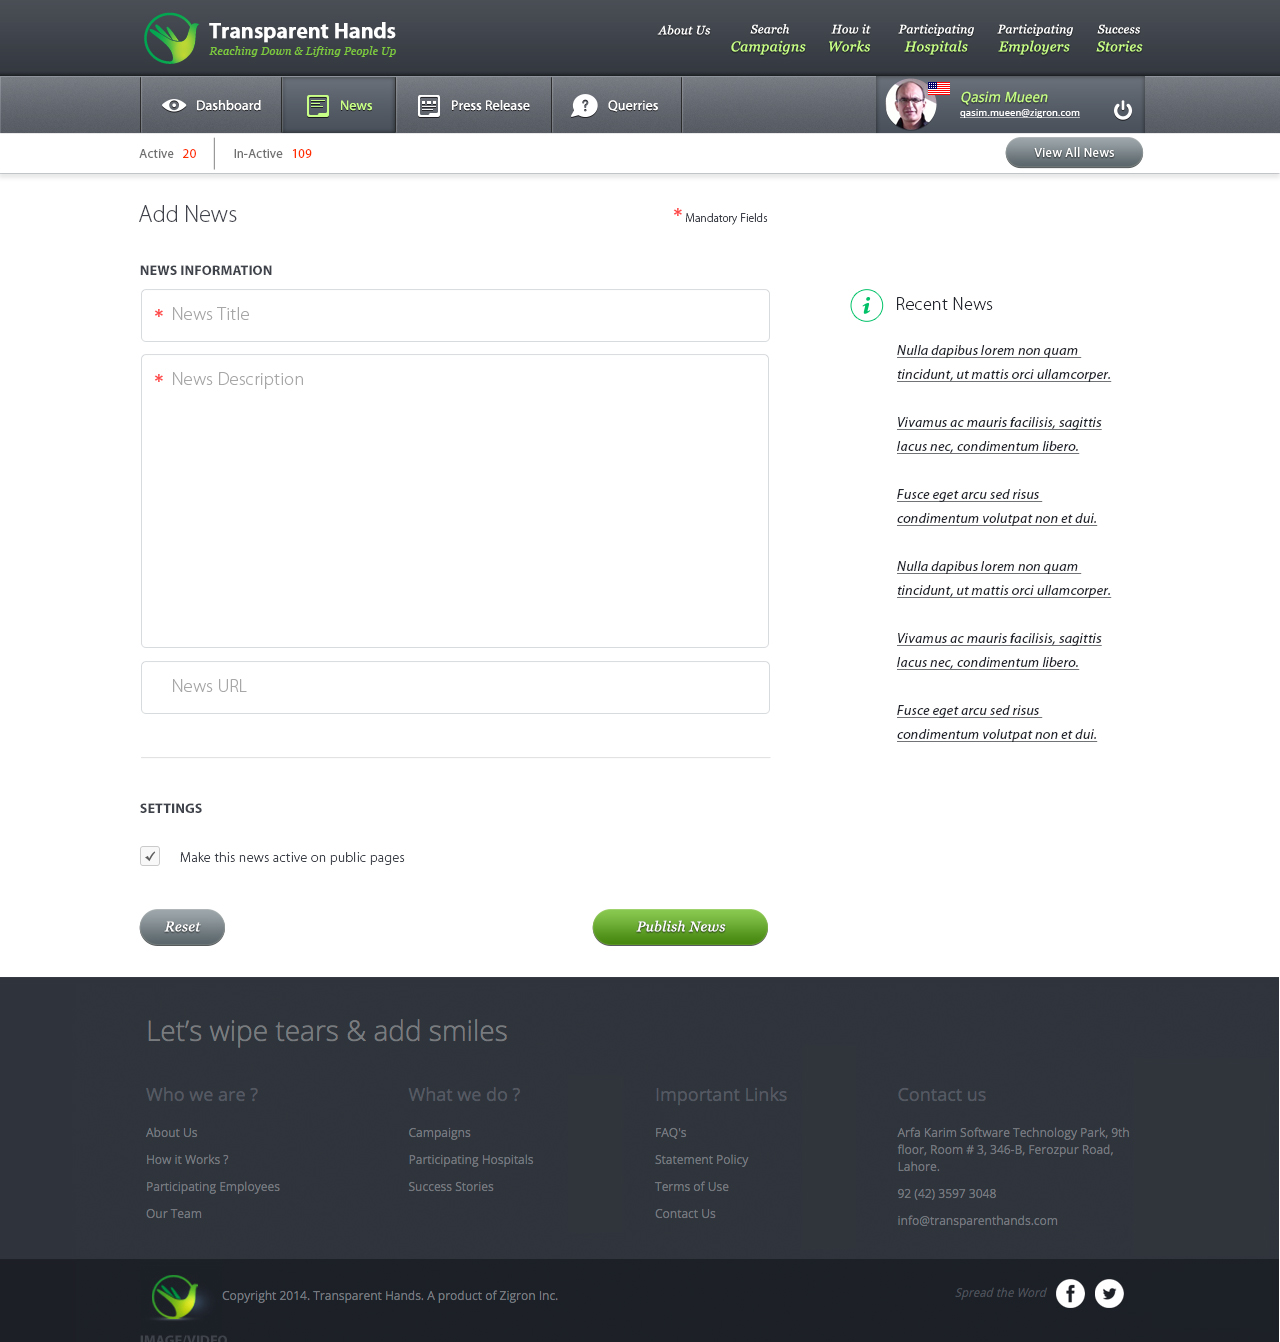 Transparent Hands
Reaching Down & Lifting People Up
About Us
Search
Campaigns
How it
Works
Participating
Hospitals
Participating
Employers
Success
Stories
Dashboard
News
Press Release
Querries
Qasim Mueen
qasim.mueen@zigron.com
Active 20
In-Active 109
View All News
Add News
* Mandatory Fields
NEWS INFORMATION
* News Title
* News Description
News URL
Recent News
Nulla dapibus lorem non quam
tincidunt, ut mattis orci ullamcorper.
Vivamus ac mauris facilisis, sagittis
lacus nec, condimentum libero.
Fusce eget arcu sed risus
condimentum volutpat non et dui.
Nulla dapibus lorem non quam
tincidunt, ut mattis orci ullamcorper.
Vivamus ac mauris facilisis, sagittis
lacus nec, condimentum libero.
Fusce eget arcu sed risus
condimentum volutpat non et dui.
SETTINGS
Make this news active on public pages
Reset
Publish News
Let's wipe tears & add smiles
Who we are ?
About Us
How it Works ?
Participating Employees
Our Team
What we do ?
Campaigns
Participating Hospitals
Success Stories
Important Links
FAQ's
Statement Policy
Terms of Use
Contact Us
Contact us
Arfa Karim Software Technology Park, 9th
floor, Room # 3, 346-B, Ferozpur Road,
Lahore.
92 (42) 3597 3048
info@transparenthands.com
Copyright 2014. Transparent Hands. A product of Zigron Inc.
Spread the Word
IMAGE/VIDEO